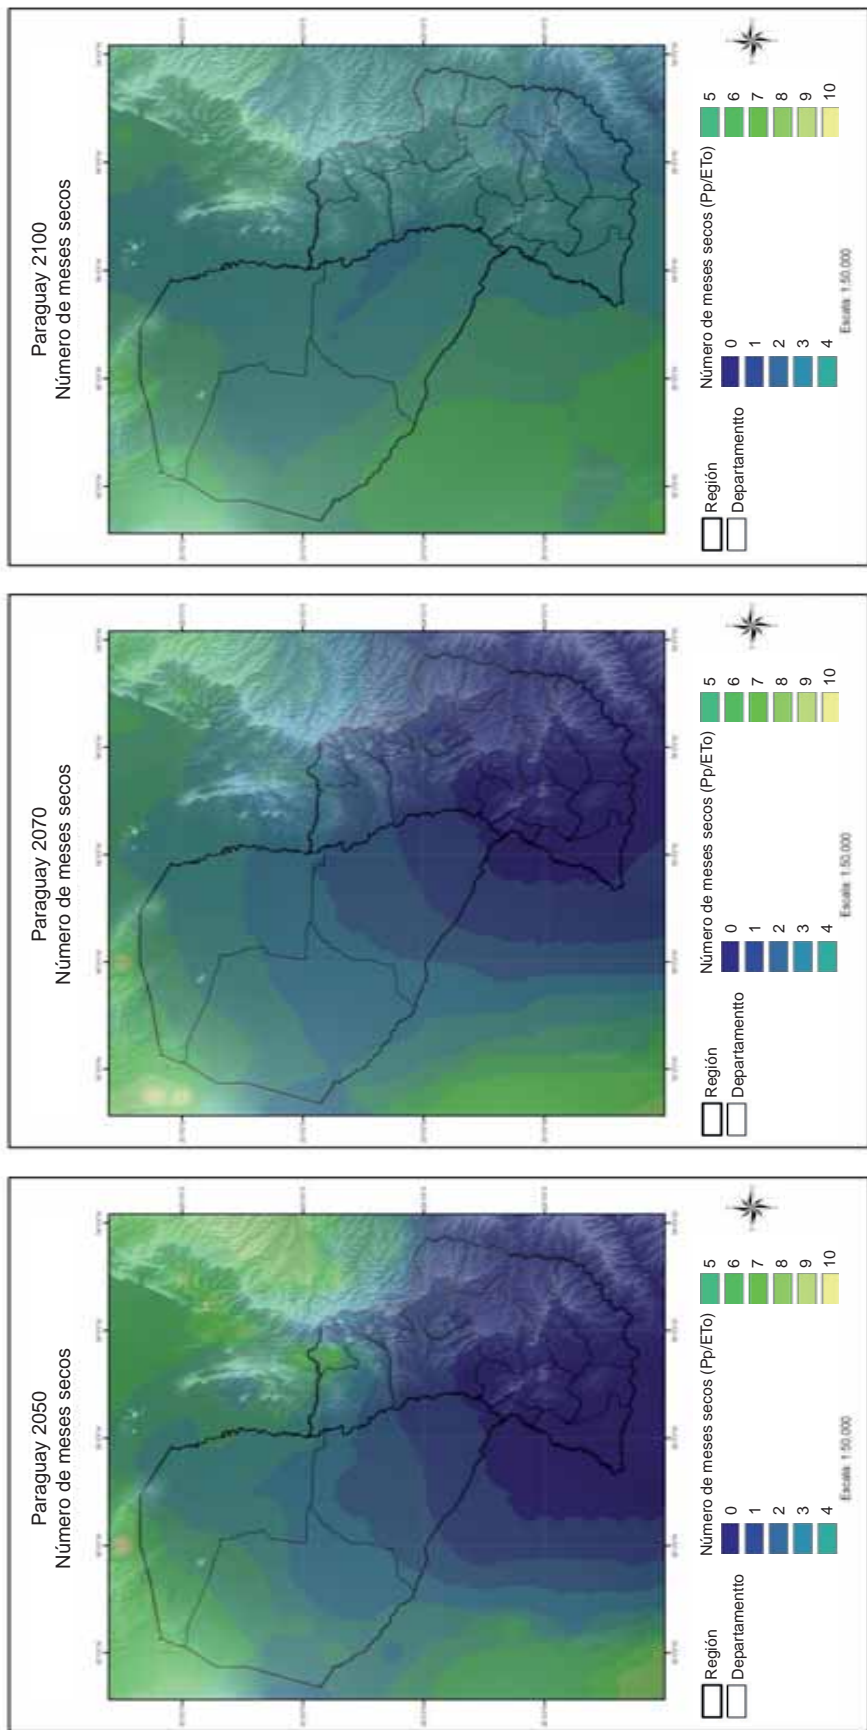 Paraguay 2050
Número de meses secos
Región
Departamentto
Número de meses secos (Pp/ETo)
0
1
2
3
4
5
6
7
8
9
10
Escala: 1:50.000
Paraguay 2070
Número de meses secos
Región
Departamentto
Número de meses secos (Pp/ETo)
0
1
2
3
4
5
6
7
8
9
10
Escala: 1:50.000
Paraguay 2100
Número de meses secos
Región
Departamentto
Número de meses secos (Pp/ETo)
0
1
2
3
4
5
6
7
8
9
10
Escala: 1:50.000